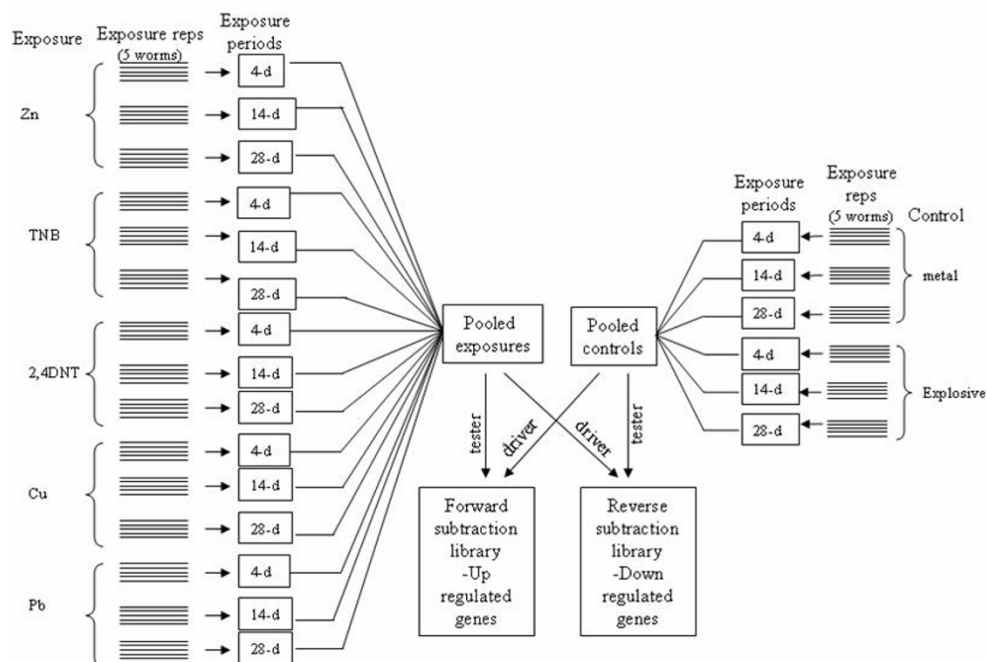 Exposure
Exposure reps
(5 worms)
Exposure
periods
Zn
4-d
14-d
28-d
TNB
4-d
14-d
28-d
2,4DNT
4-d
14-d
28-d
Cu
4-d
14-d
28-d
Pb
4-d
14-d
28-d
Pooled
exposures
Pooled
controls
tester
driver
driver
tester
Forward
subtraction
library
-Up
regulated
genes
Reverse
subtraction
library
-Down
regulated
genes
Exposure
periods
Exposure
reps
(5 worms)
Control
4-d
14-d
28-d
metal
4-d
14-d
28-d
Explosive